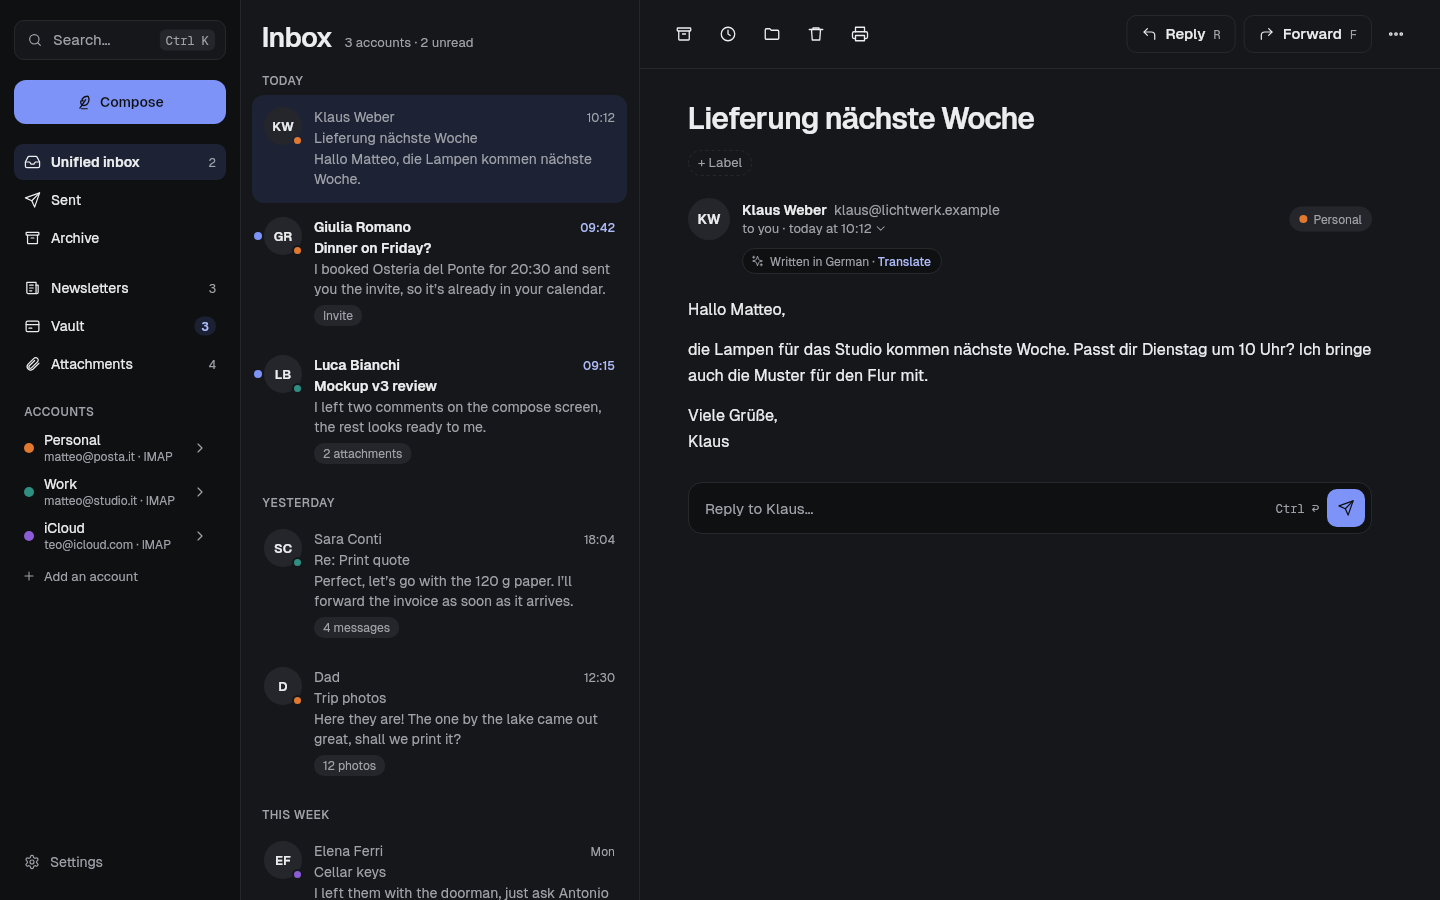 Search...
Ctrl K
Compose
Unified inbox 2
Sent
Archive
Newsletters 3
Vault 3
Attachments 4
ACCOUNTS
Personal
matteo@posta.it · IMAP
Work
matteo@studio.it · IMAP
iCloud
teo@icloud.com · IMAP
+ Add an account
Settings
Inbox 3 accounts · 2 unread
TODAY
KW
Klaus Weber 10:12
Lieferung nächste Woche
Hallo Matteo, die Lampen kommen nächste
Woche.
GR
Giulia Romano 09:42
Dinner on Friday?
I booked Osteria del Ponte for 20:30 and sent
you the invite, so it's already in your calendar.
Invite
LB
Luca Bianchi 09:15
Mockup v3 review
I left two comments on the compose screen,
the rest looks ready to me.
2 attachments
YESTERDAY
SC
Sara Conti 18:04
Re: Print quote
Perfect, let's go with the 120 g paper. I'll
forward the invoice as soon as it arrives.
4 messages
D
Dad 12:30
Trip photos
Here they are! The one by the lake came out
great, shall we print it?
12 photos
THIS WEEK
EF
Elena Ferri Mon
Cellar keys
I left them with the doorman, just ask Antonio
Reply R
Forward F
Lieferung nächste Woche
+ Label
KW
Klaus Weber klaus@lichtwerk.example
to you · today at 10:12
Personal
Written in German · Translate
Hallo Matteo,
die Lampen für das Studio kommen nächste Woche. Passt dir Dienstag um 10 Uhr? Ich bringe
auch die Muster für den Flur mit.
Viele Grüße,
Klaus
Reply to Klaus...
Ctrl ↵